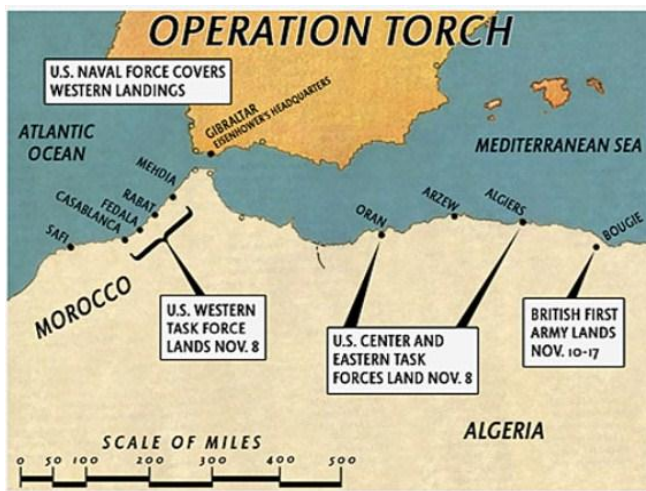 OPERATION TORCH
U.S. NAVAL FORCE COVERS
WESTERN LANDINGS
GIBRALTAR
EISENHOWER'S HEADQUARTERS
ATLANTIC
OCEAN
MEDITERRANEAN SEA
MEHDIA
RABAT
FEDALA
CASABLANCA
SAFI
ORAN
ARZEW
ALGIERS
BOUGIE
MOROCCO
U.S. WESTERN
TASK FORCE
LANDS NOV. 8
U.S. CENTER AND
EASTERN TASK
FORCES LAND NOV. 8
BRITISH FIRST
ARMY LANDS
NOV. 10-17
ALGERIA
SCALE OF MILES
0 50 100 200 300 400 500